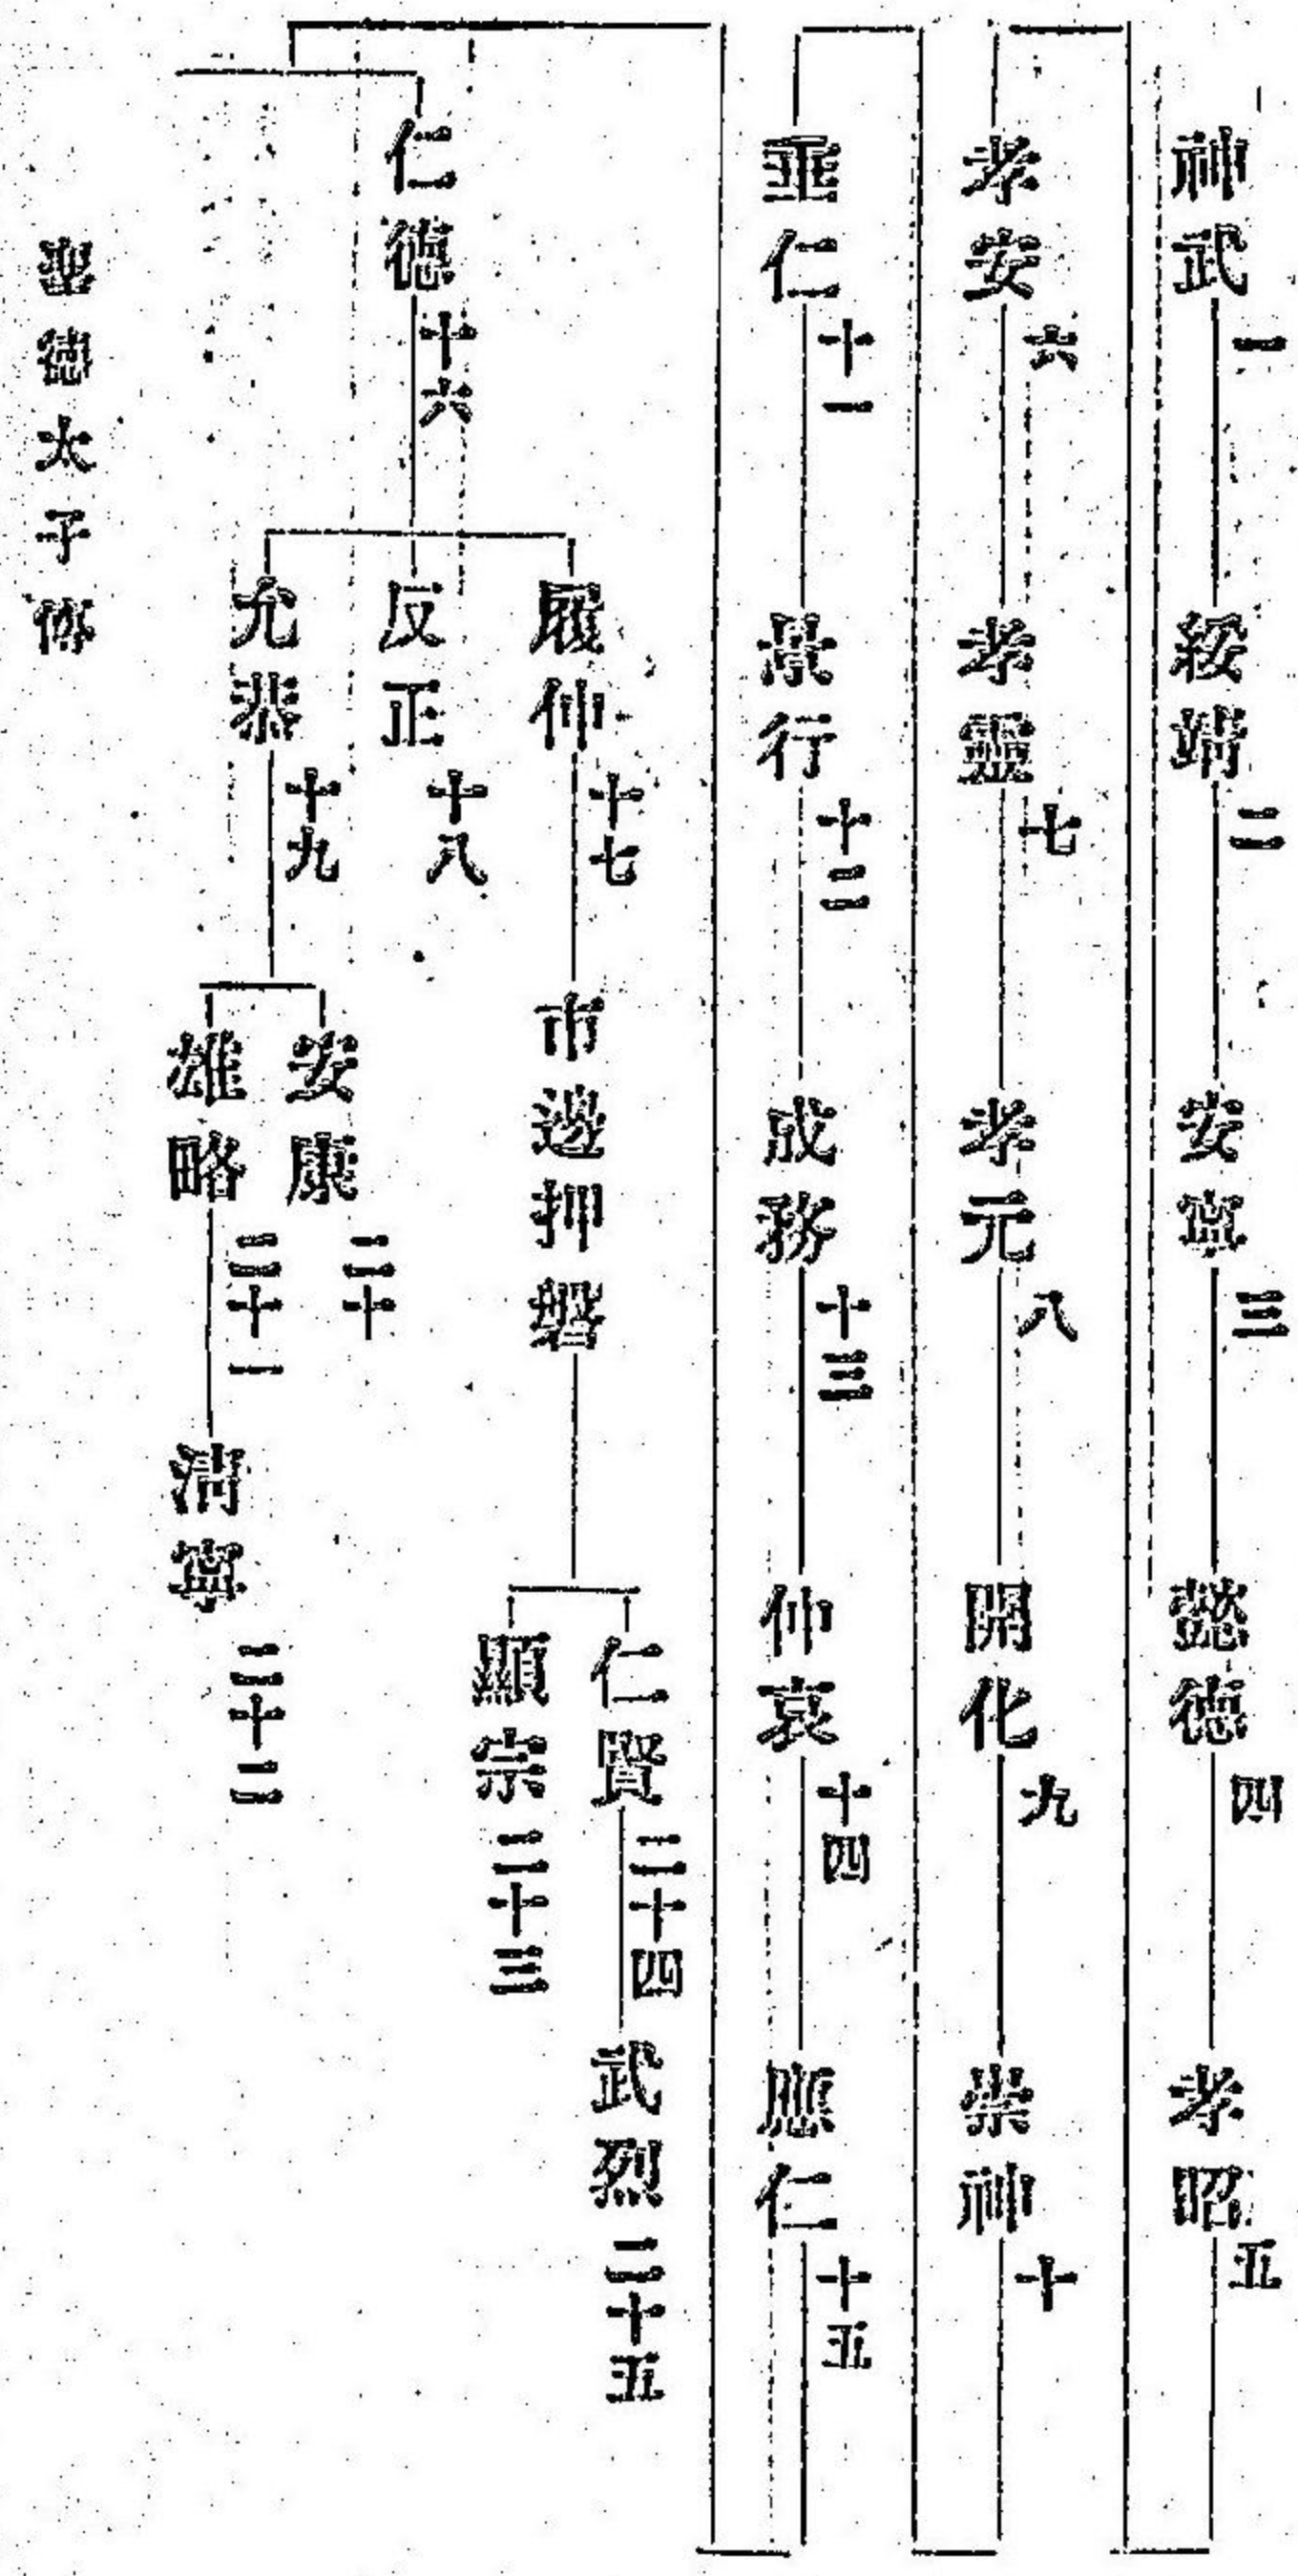 神武 一
綏靖 二
安寧 三
懿德 四
孝昭 五
孝安 六
孝靈 七
孝元 八
開化 九
崇神 十
垂仁 十一
景行 十二
成務 十三
仲哀 十四
應仁 十五
仁德 十六
履仲 十七
市邊押磐
仁賢 二十四
武烈 二十五
顯宗 二十三
反正 十八
允恭 十九
安康 二十
雄略 二十一
淸寧 二十二
德太子傳